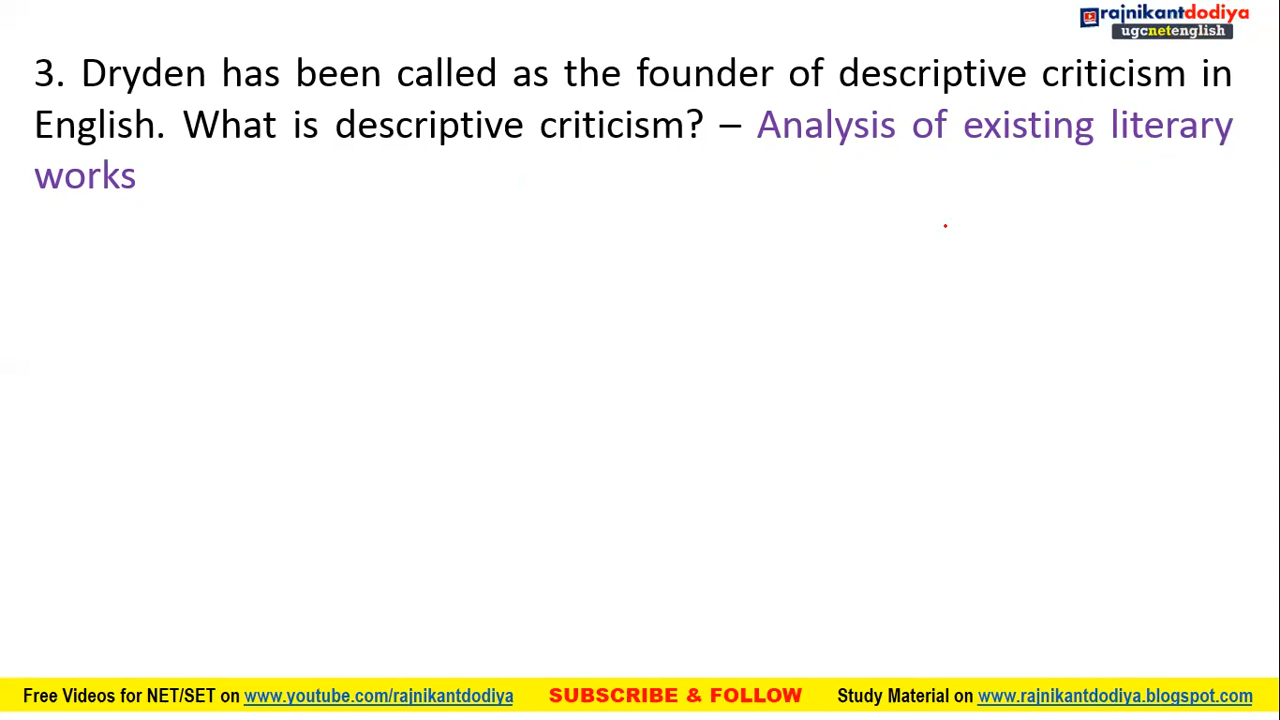 rajnikantdodiya
ugcnetenglish
3. Dryden has been called as the founder of descriptive criticism in
English. What is descriptive criticism? – Analysis of existing literary
works
Free Videos for NET/SET on www.youtube.com/rajnikantdodiya SUBSCRIBE & FOLLOW Study Material on www.rajnikantdodiya.blogspot.com